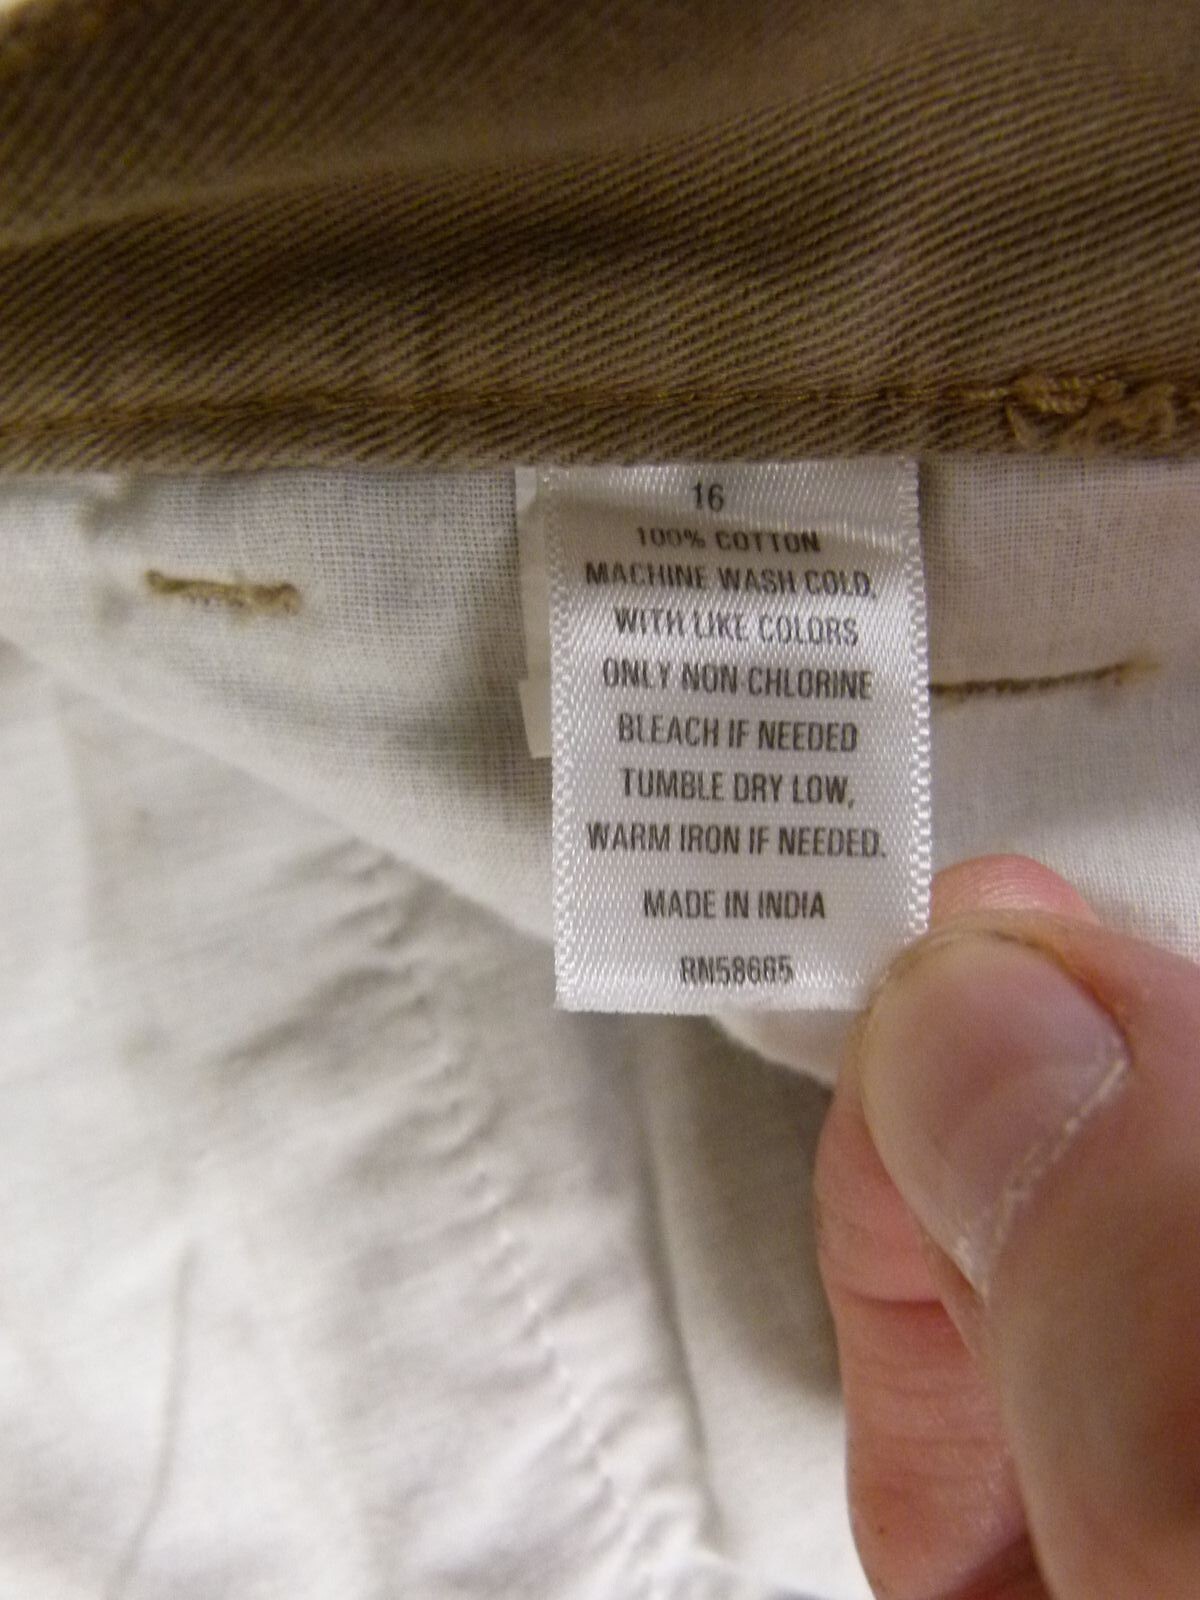 16
100% COTTON
MACHINE WASH COLD,
WITH LIKE COLORS
ONLY NON-CHLORINE
BLEACH IF NEEDED
TUMBLE DRY LOW,
WARM IRON IF NEEDED.
MADE IN INDIA
RN58665